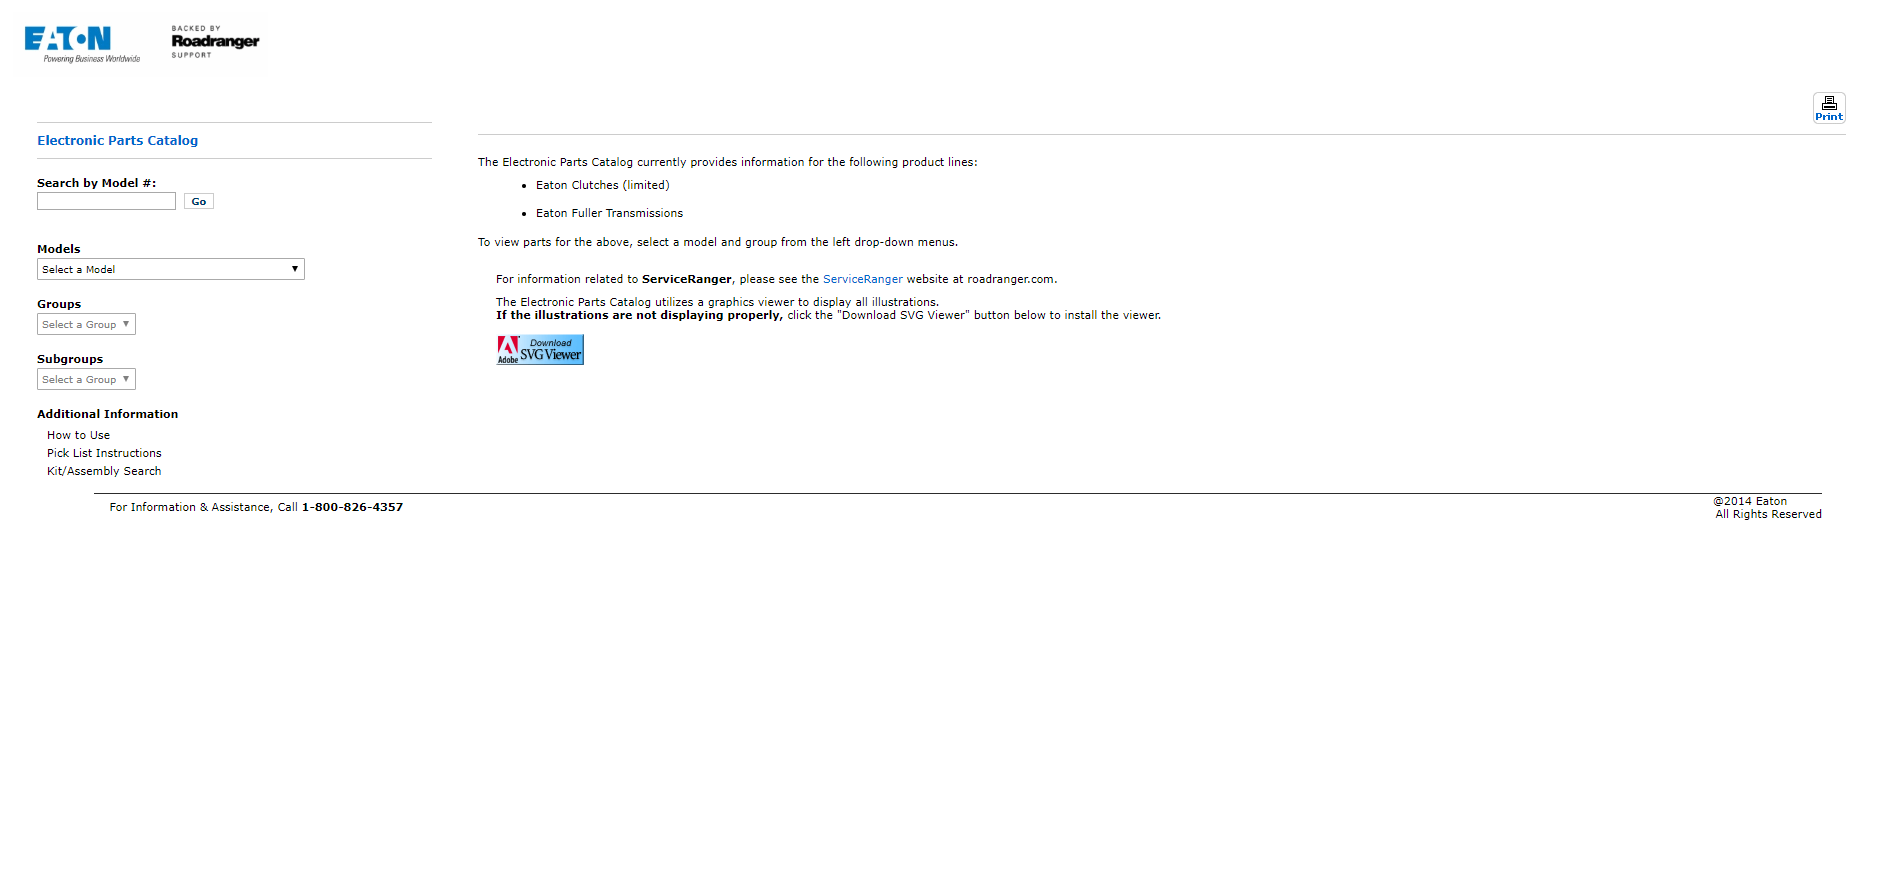 EATON
Powering Business Worldwide
BACKED BY
Roadranger
SUPPORT
Print
Electronic Parts Catalog
Search by Model #:
Go
Models
Select a Model
Groups
Select a Group
Subgroups
Select a Group
Additional Information
How to Use
Pick List Instructions
Kit/Assembly Search
The Electronic Parts Catalog currently provides information for the following product lines:
Eaton Clutches (limited)
Eaton Fuller Transmissions
To view parts for the above, select a model and group from the left drop-down menus.
For information related to ServiceRanger, please see the ServiceRanger website at roadranger.com.
The Electronic Parts Catalog utilizes a graphics viewer to display all illustrations.
If the illustrations are not displaying properly, click the "Download SVG Viewer" button below to install the viewer.
Download
Adobe SVG Viewer
For Information & Assistance, Call 1-800-826-4357
@2014 Eaton
All Rights Reserved